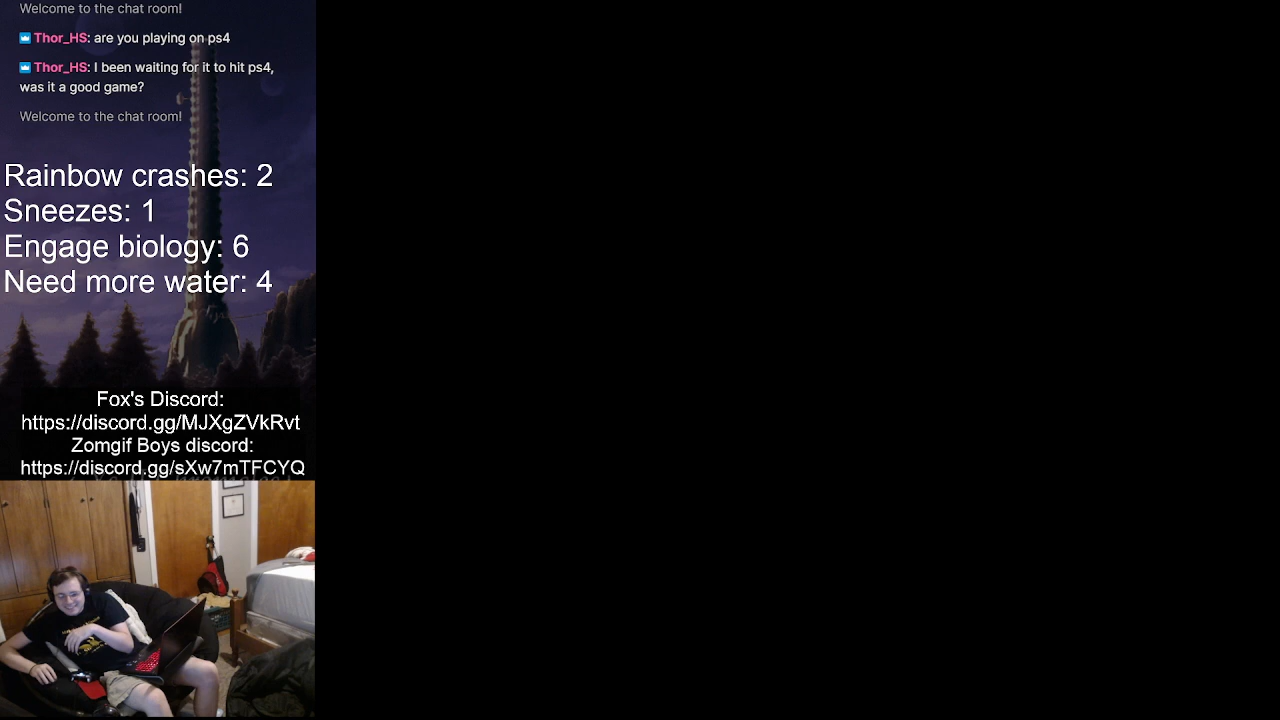 Welcome to the chat room!
Thor_HS: are you playing on ps4
Thor_HS: I been waiting for it to hit ps4,
was it a good game?
Welcome to the chat room!
Rainbow crashes: 2
Sneezes: 1
Engage biology: 6
Need more water: 4
Fox's Discord:
https://discord.gg/MJXgZVkRvt
Zomgif Boys discord:
https://discord.gg/sXw7mTFCYQ